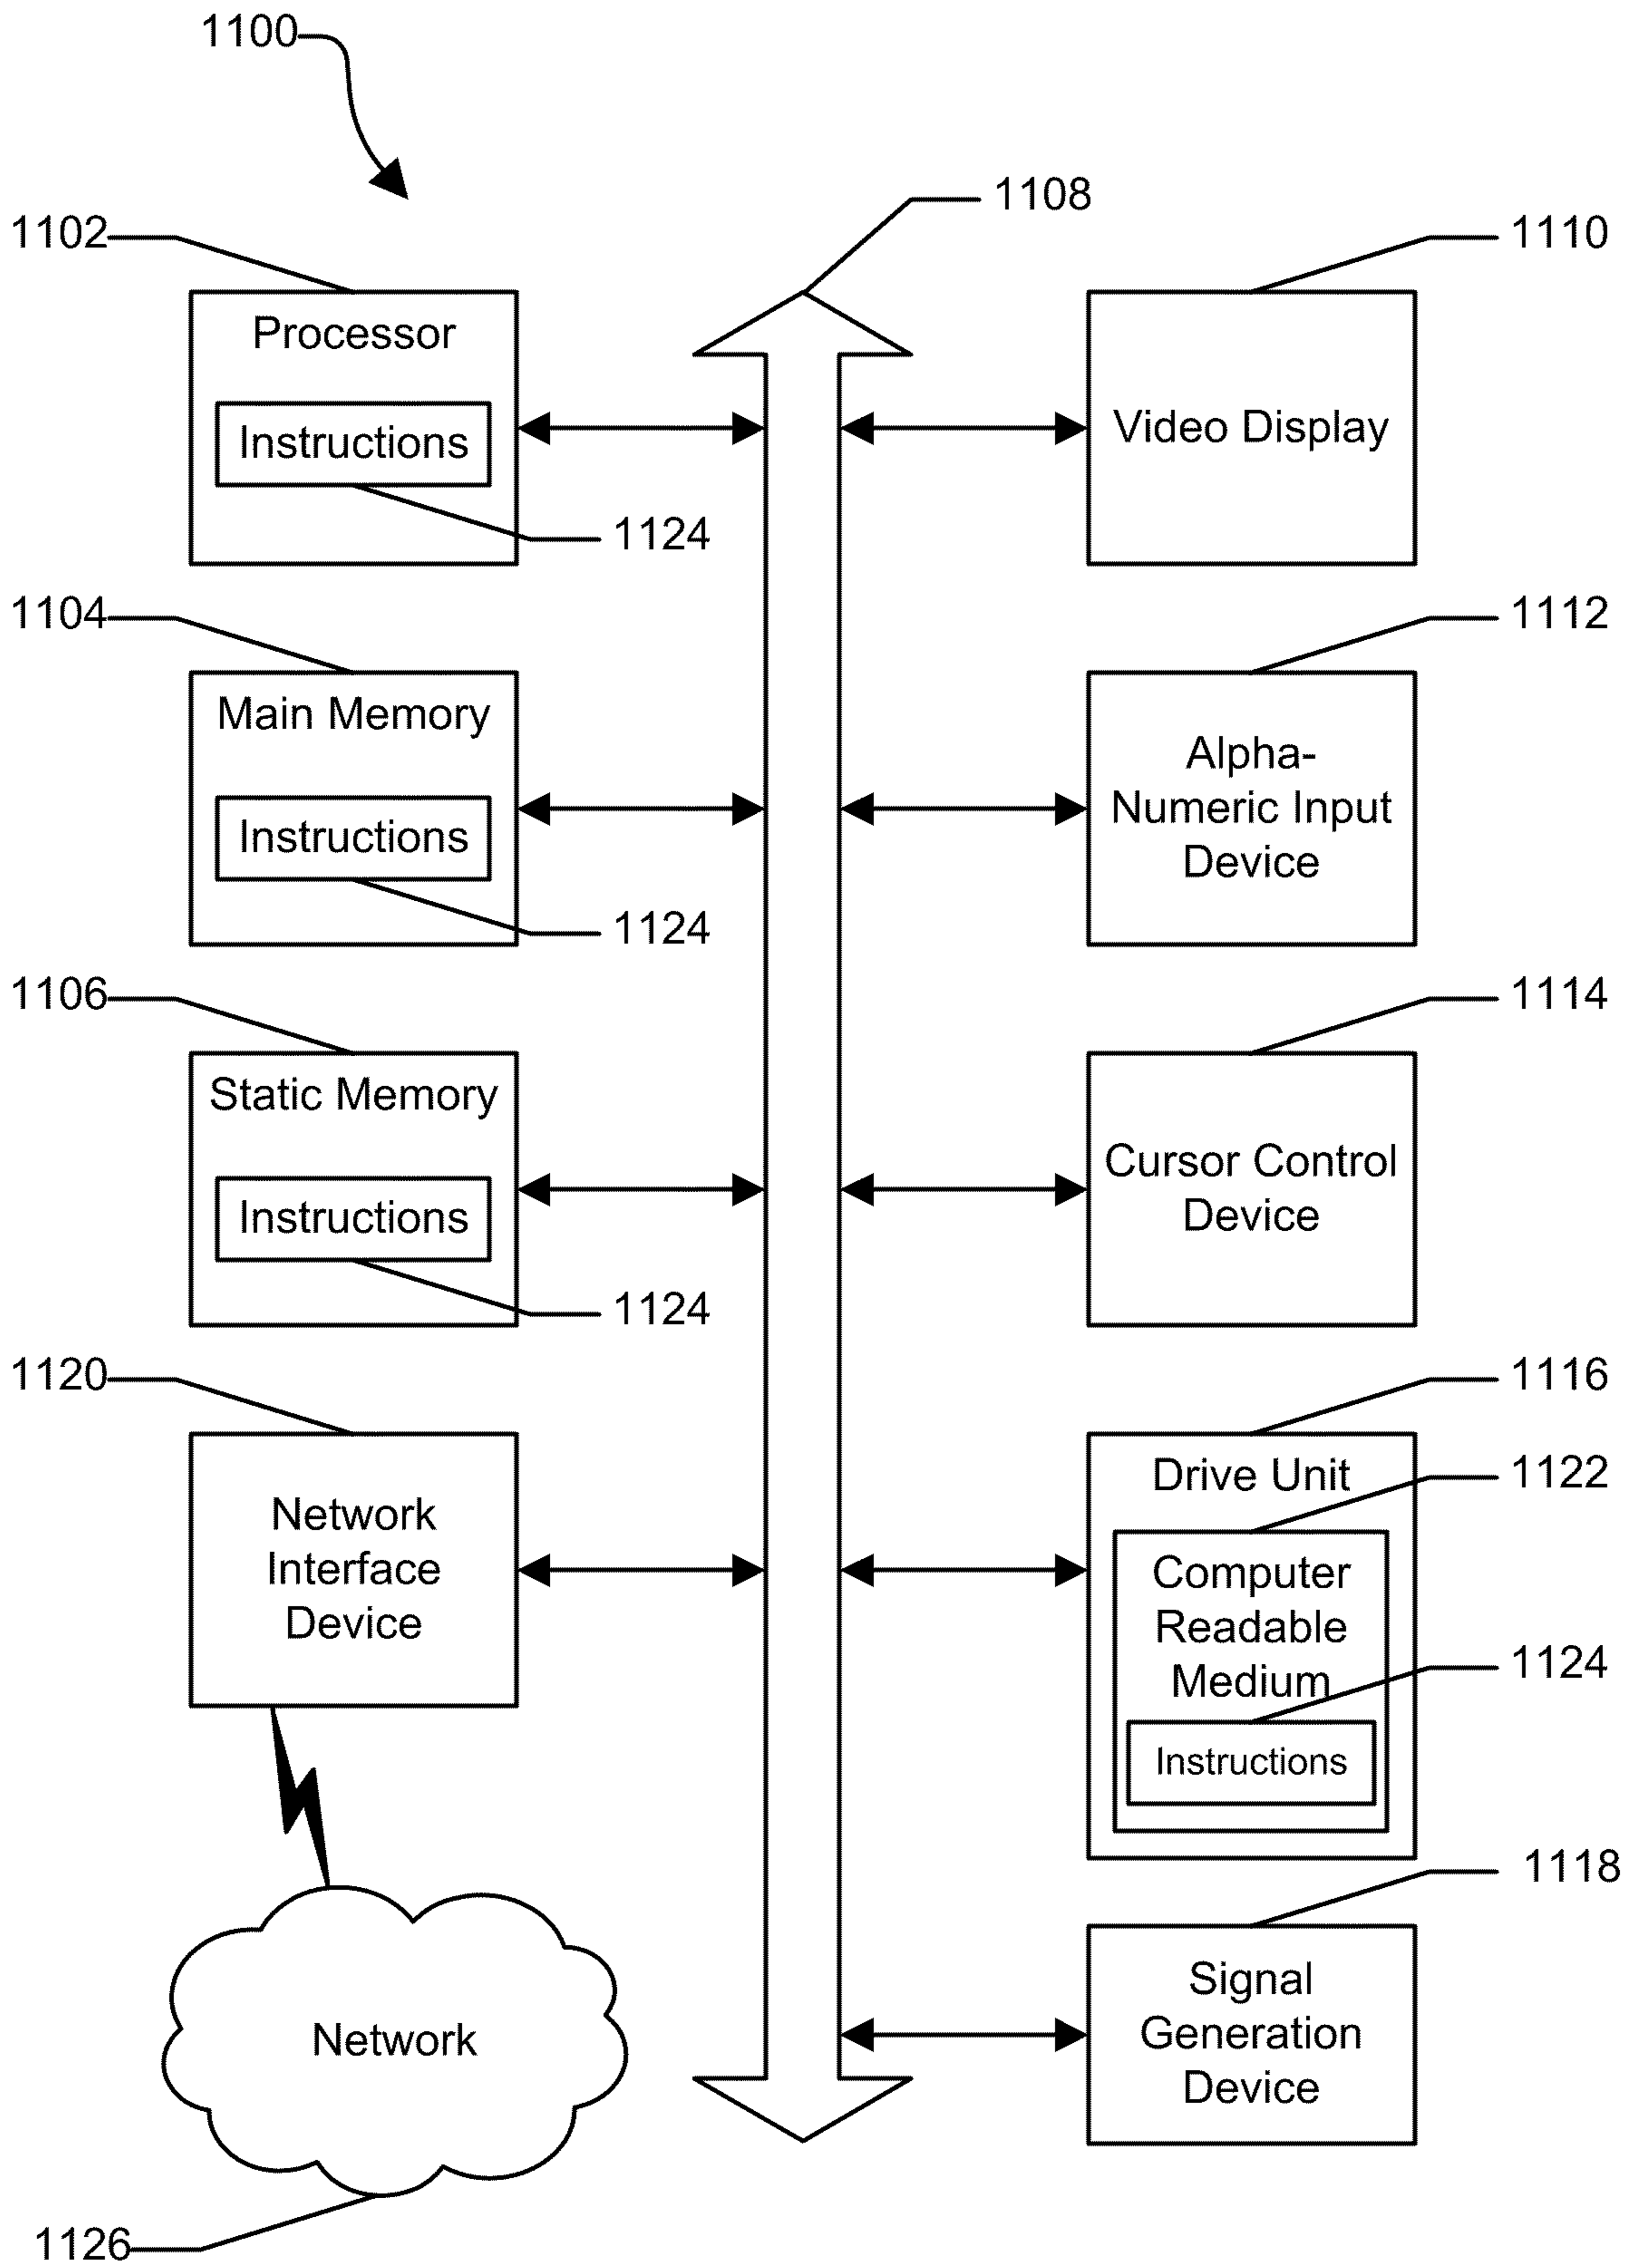 1100
1108
1102
1110
Processor
Instructions
Video Display
1124
1104
1112
Main Memory
Instructions
Alpha-
Numeric Input
Device
1124
1106
1114
Static Memory
Instructions
Cursor Control
Device
1124
1120
1116
Network
Interface
Device
Drive Unit
1122
Computer
Readable
Medium
1124
Instructions
1118
Signal
Generation
Device
Network
1126